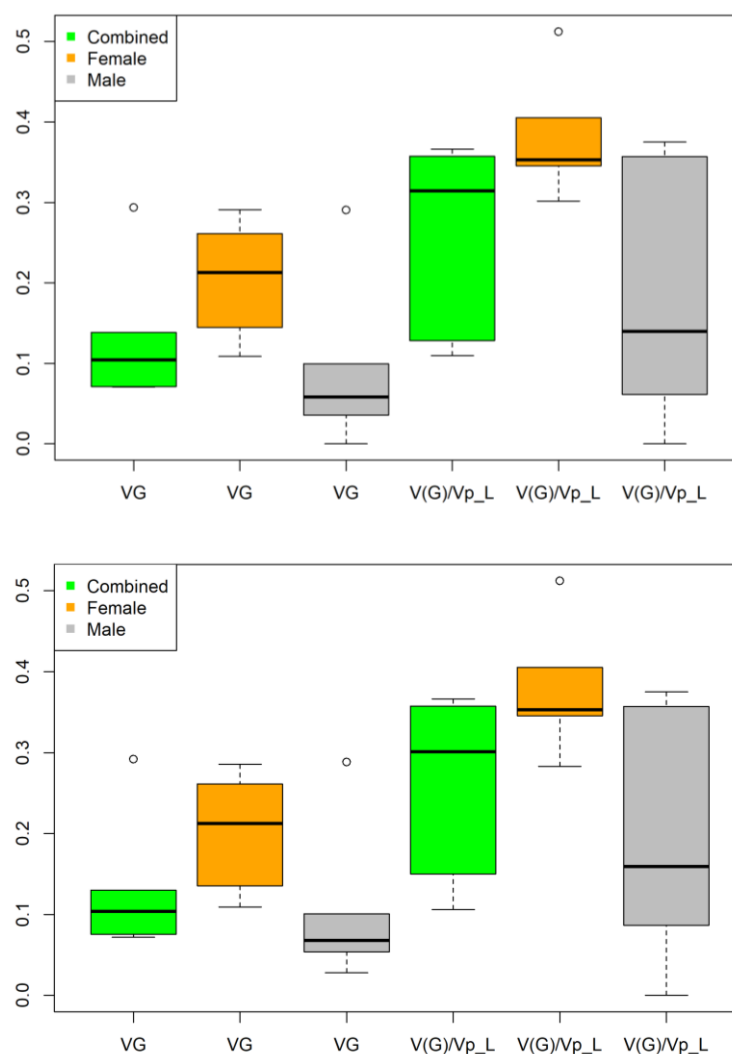 0.5
0.4
0.3
0.2
0.1
0.0
Combined
Female
Male
VG VG VG V(G)/Vp_L V(G)/Vp_L V(G)/Vp_L
0.5
0.4
0.3
0.2
0.1
0.0
Combined
Female
Male
VG VG VG V(G)/Vp_L V(G)/Vp_L V(G)/Vp_L